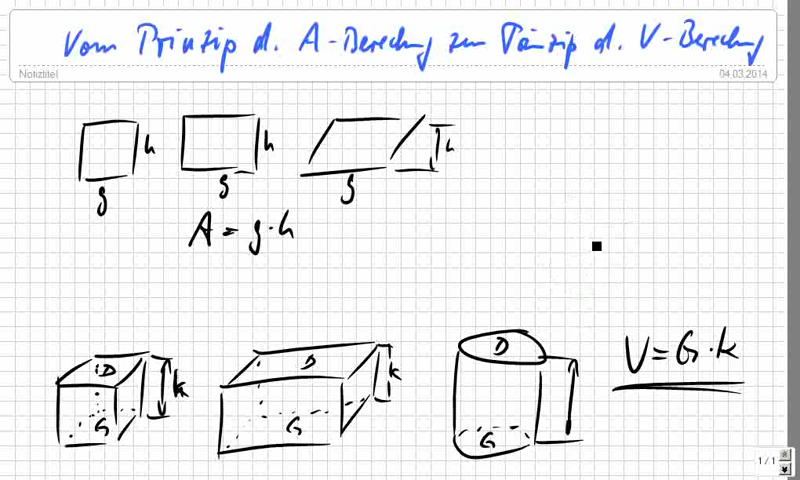 Vom Prinzip d. A-Berechng zum Prinzip d. V-Berechng
Notiztitel
04.03.2014
h h h
g g g
A = g·h
D D D
k k
V = G·k
G G G
1/1